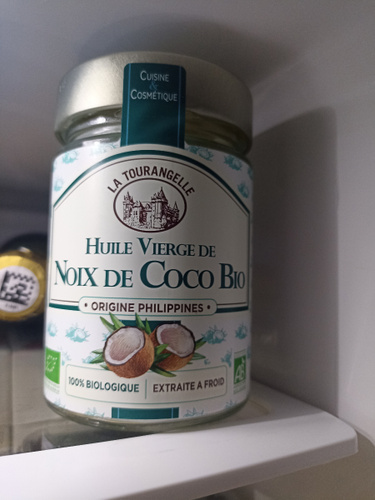 CUISINE
&
COSMÉTIQUE
LA TOURANGELLE
HUILE VIERGE DE
NOIX DE COCO BIO
• ORIGINE PHILIPPINES •
100% BIOLOGIQUE | EXTRAITE À FROID